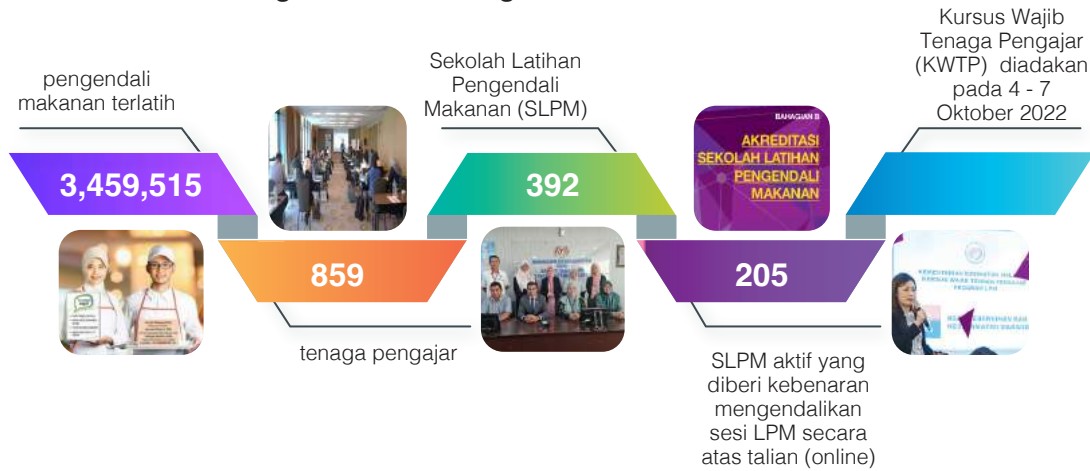 pengendali
makanan terlatih
3,459,515
859
tenaga pengajar
Sekolah Latihan
Pengendali
Makanan (SLPM)
392
BAHAGIAN B
AKREDITASI
SEKOLAH LATIHAN
PENGENDALI
MAKANAN
205
SLPM aktif yang
diberi kebenaran
mengendalikan
sesi LPM secara
atas talian (online)
Kursus Wajib
Tenaga Pengajar
(KWTP) diadakan
pada 4 - 7
Oktober 2022